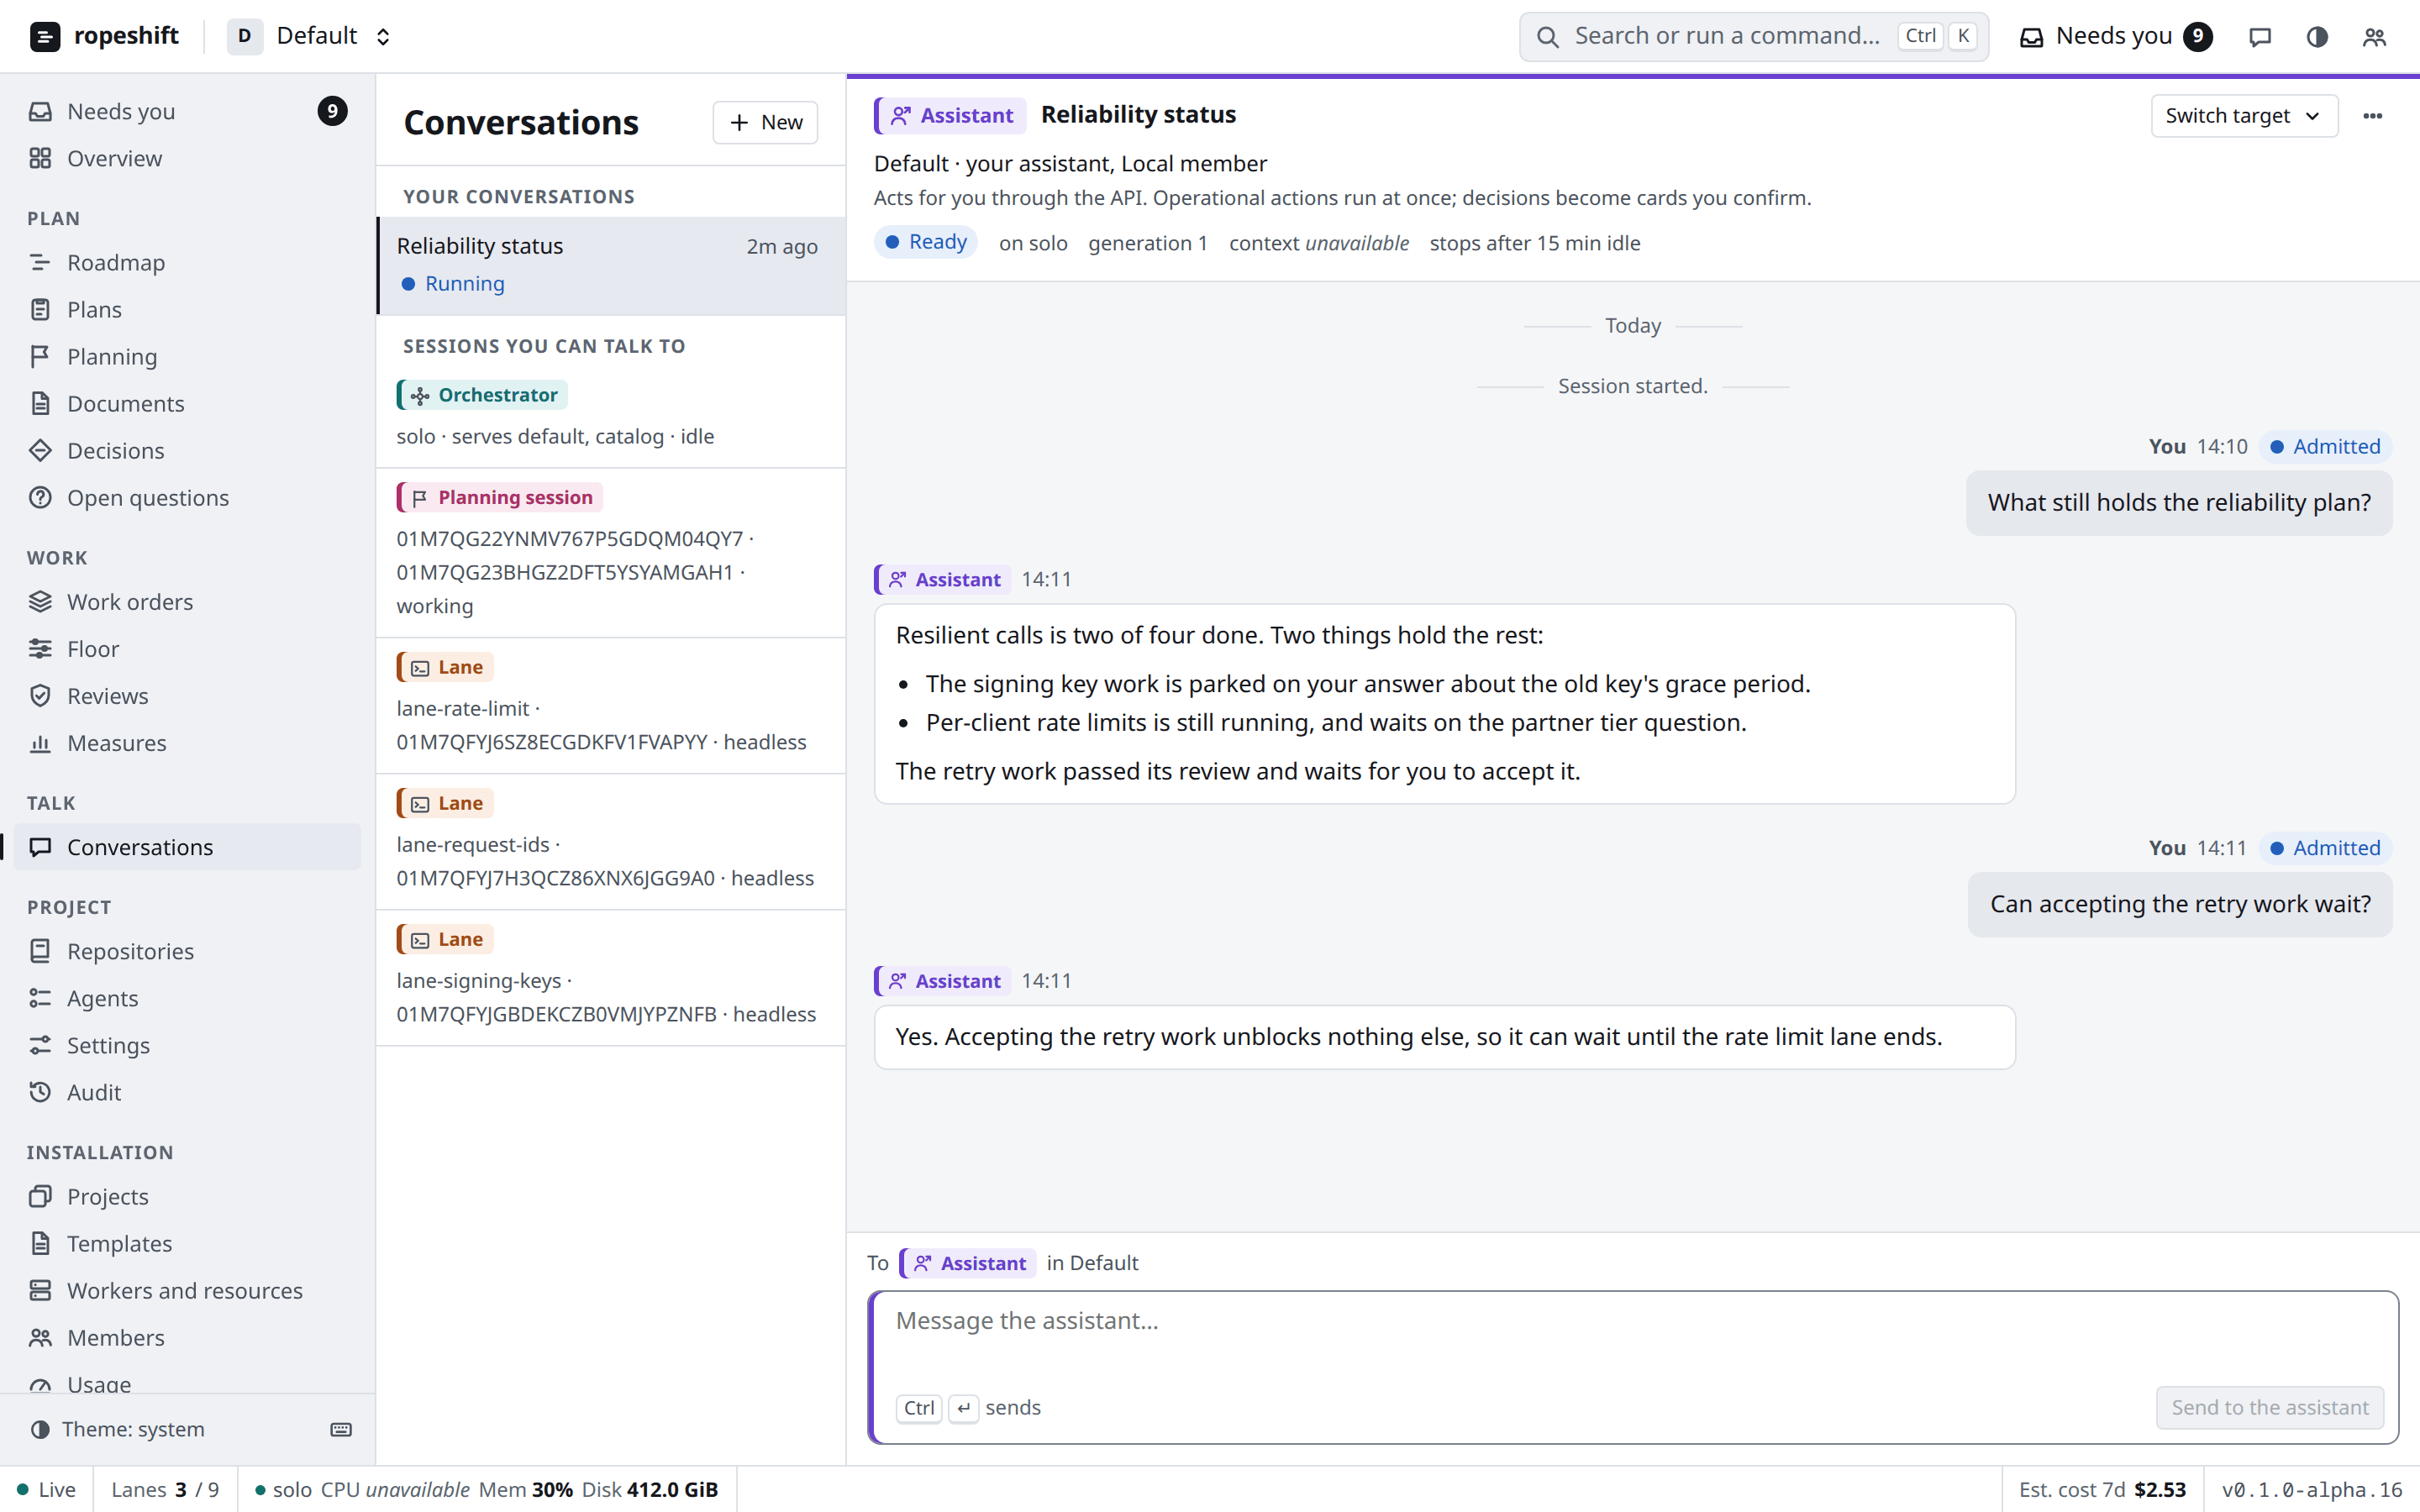 ropeshift
D Default
Search or run a command... Ctrl K
Needs you 9
Needs you 9
Overview
PLAN
Roadmap
Plans
Planning
Documents
Decisions
Open questions
WORK
Work orders
Floor
Reviews
Measures
TALK
Conversations
PROJECT
Repositories
Agents
Settings
Audit
INSTALLATION
Projects
Templates
Workers and resources
Members
Usage
Theme: system
Conversations
New
YOUR CONVERSATIONS
Reliability status 2m ago
Running
SESSIONS YOU CAN TALK TO
Orchestrator
solo · serves default, catalog · idle
Planning session
01M7QG22YNMV767P5GDQM04QY7 ·
01M7QG23BHGZ2DFT5YSYAMGAH1 ·
working
Lane
lane-rate-limit ·
01M7QFYJ6SZ8ECGDKFV1FVAPYY · headless
Lane
lane-request-ids ·
01M7QFYJ7H3QCZ86XNX6JGG9A0 · headless
Lane
lane-signing-keys ·
01M7QFYJGBDEKCZB0VMJYPZNFB · headless
Assistant Reliability status
Switch target
Default · your assistant, Local member
Acts for you through the API. Operational actions run at once; decisions become cards you confirm.
Ready on solo generation 1 context unavailable stops after 15 min idle
Today
Session started.
You 14:10 Admitted
What still holds the reliability plan?
Assistant 14:11
Resilient calls is two of four done. Two things hold the rest:
• The signing key work is parked on your answer about the old key's grace period.
• Per-client rate limits is still running, and waits on the partner tier question.
The retry work passed its review and waits for you to accept it.
You 14:11 Admitted
Can accepting the retry work wait?
Assistant 14:11
Yes. Accepting the retry work unblocks nothing else, so it can wait until the rate limit lane ends.
To Assistant in Default
Message the assistant...
Ctrl ↵ sends
Send to the assistant
Live
Lanes 3 / 9
solo CPU unavailable Mem 30% Disk 412.0 GiB
Est. cost 7d $2.53
v0.1.0-alpha.16